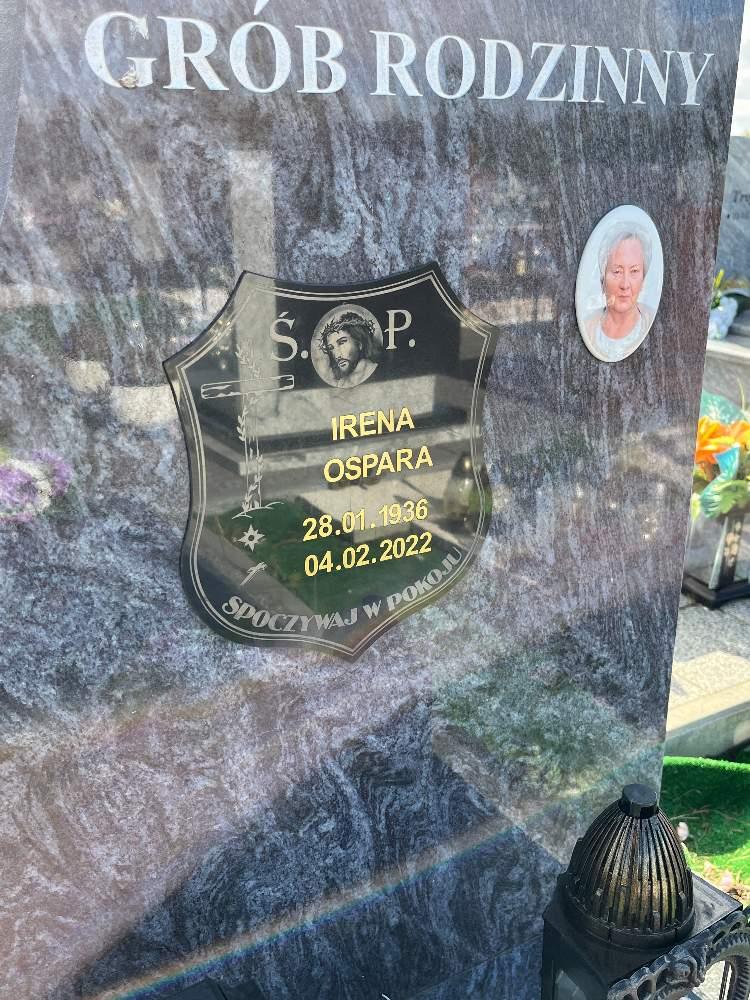 GRÓB RODZINNY
Ś. P.
IRENA
OSPARA
28.01.1936
04.02.2022
SPOCZYWAJ W POKOJU